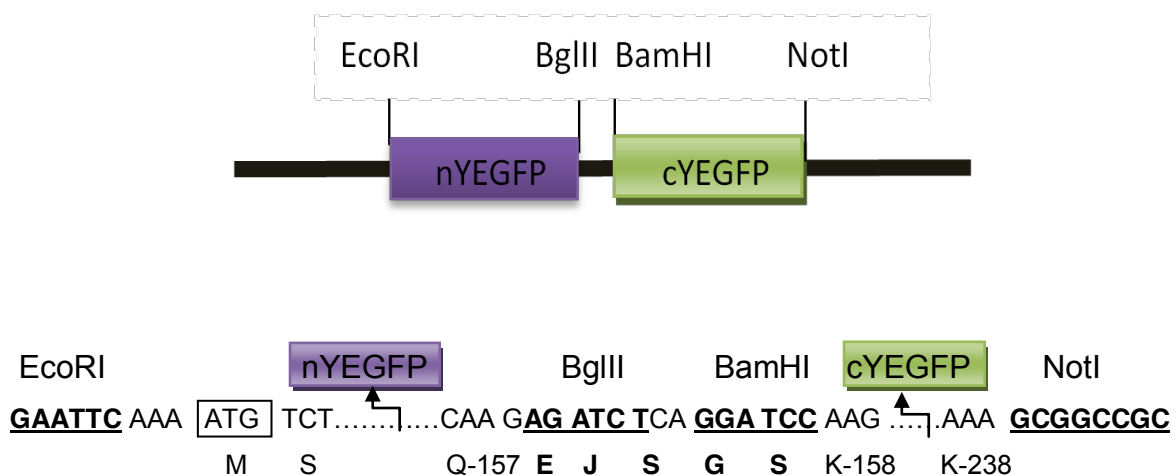 EcoRI BglII BamHI NotI
nYEGFP cYEGFP
EcoRI nYEGFP BglII BamHI cYEGFP NotI
GAATTC AAA ATG TCT............CAA GAG ATC TCA GGA TCC AAG ......AAA GCGGCCGC
M S Q-157 E J S G S K-158 K-238